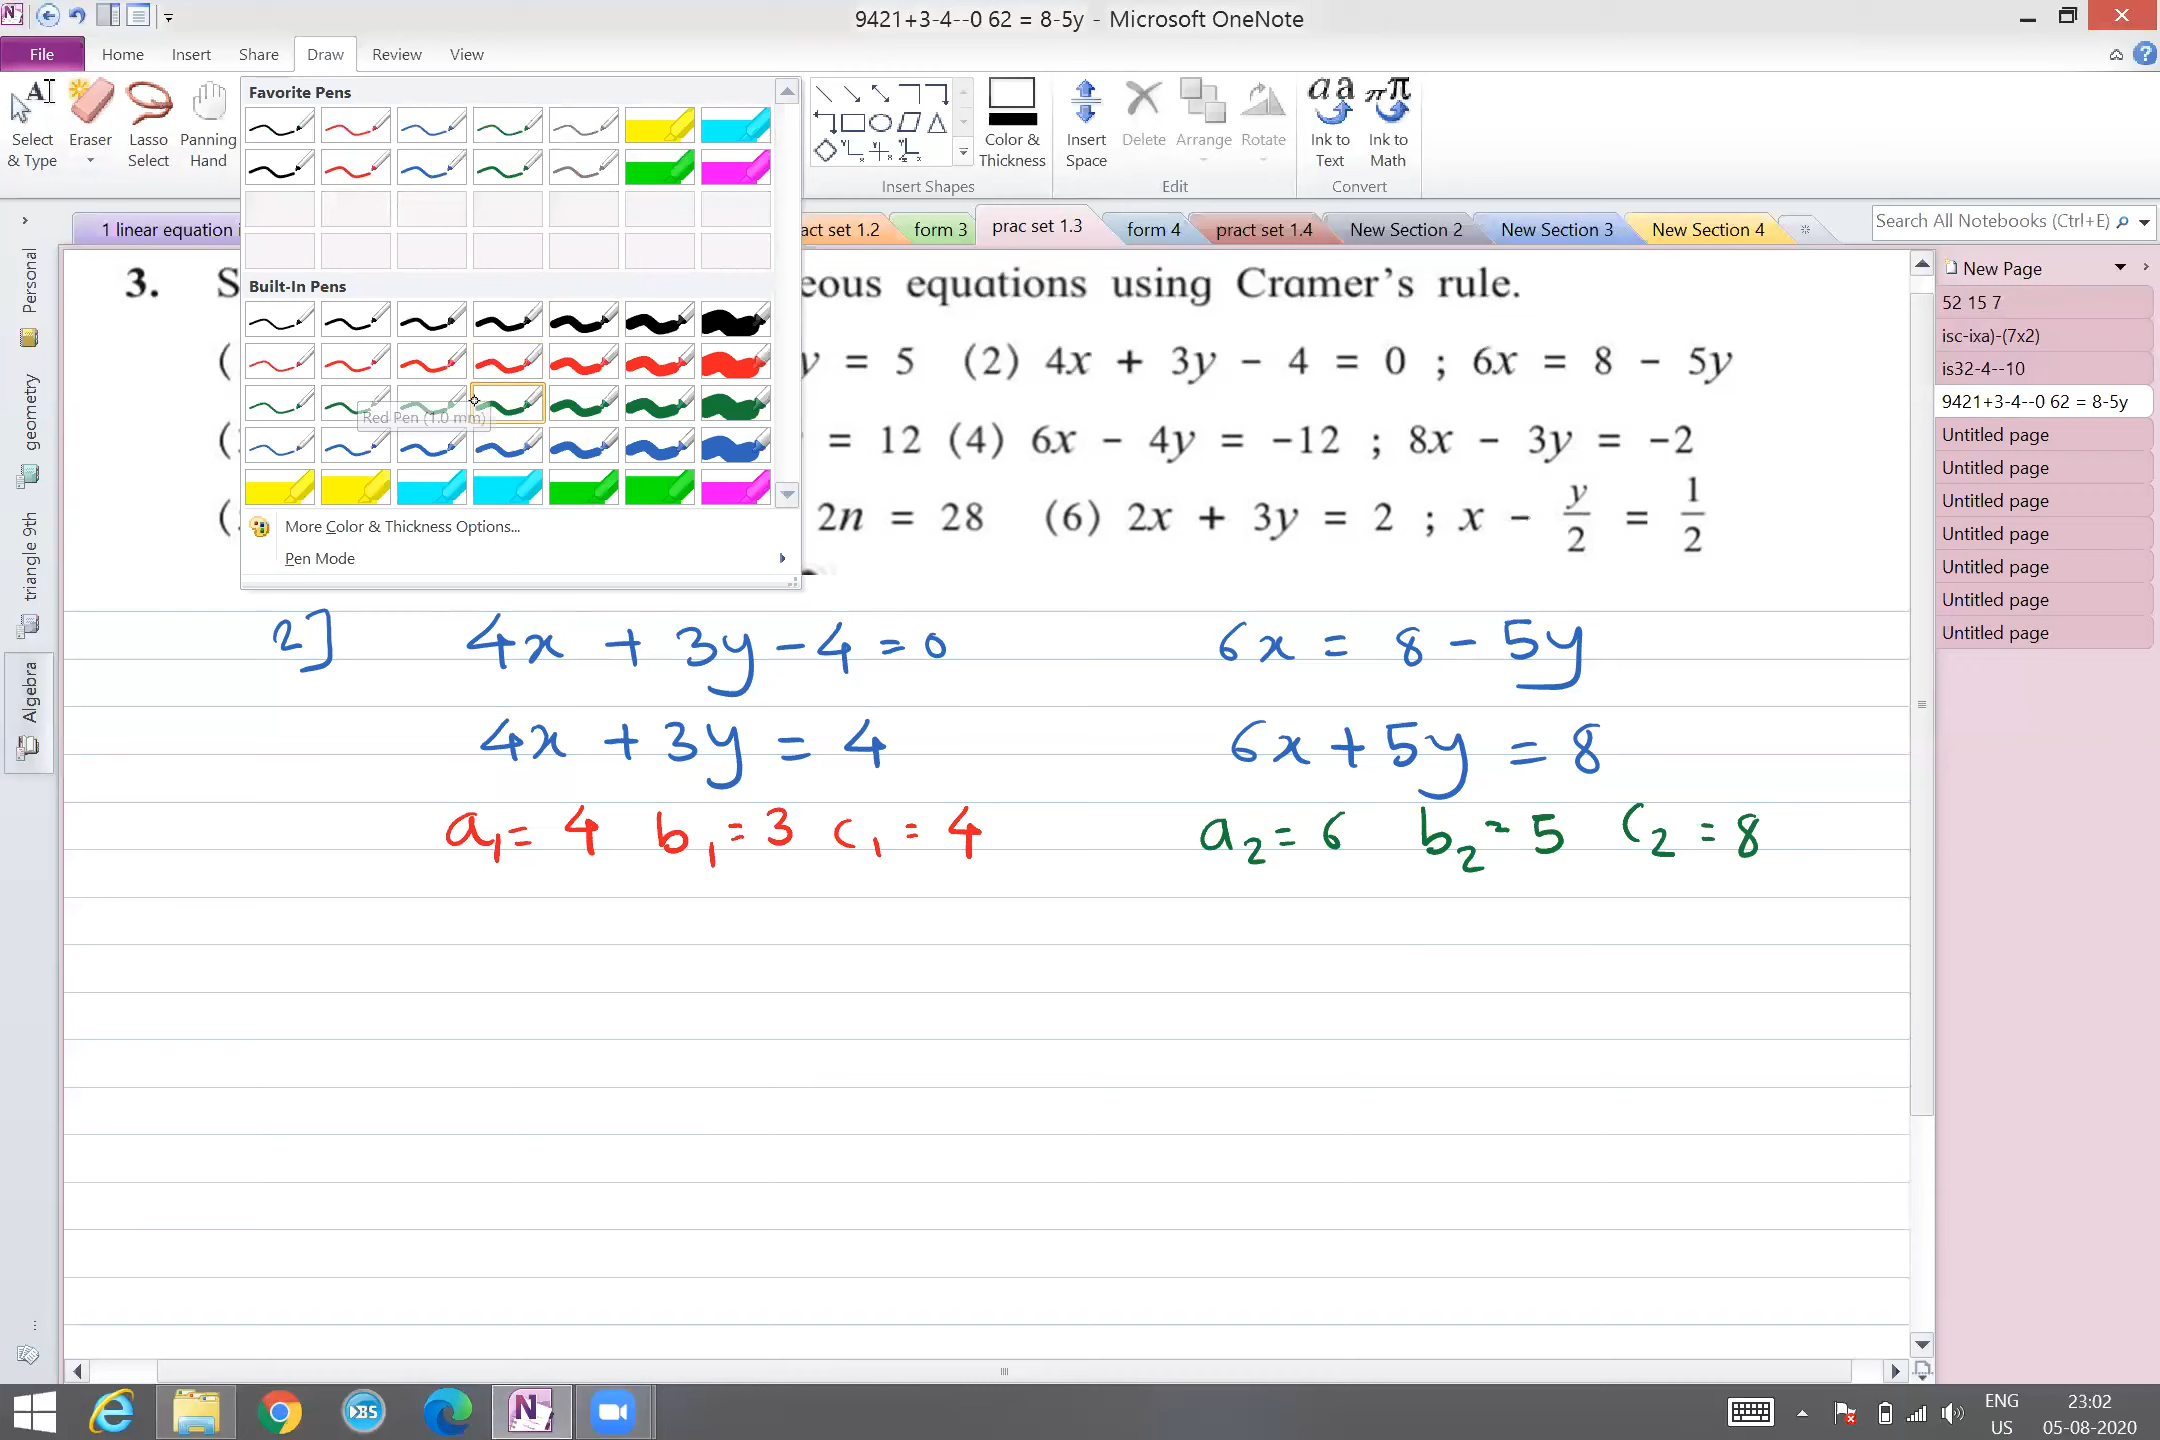 9421+3-4--0 62 = 8-5y - Microsoft OneNote
File Home Insert Share Draw Review View
Select & Type
Eraser
Lasso Select
Panning Hand
Favorite Pens
Built-In Pens
Red Pen (1.0 mm)
More Color & Thickness Options...
Pen Mode
Color & Thickness
Insert Shapes
Insert Space
Delete
Arrange
Rotate
Edit
Ink to Text
Ink to Math
Convert
1 linear equation
act set 1.2
form 3
prac set 1.3
form 4
pract set 1.4
New Section 2
New Section 3
New Section 4
Search All Notebooks (Ctrl+E)
Personal
geometry
triangle 9th
Algebra
3. S eous equations using Cramer's rule.
( y = 5 (2) 4x + 3y - 4 = 0 ; 6x = 8 - 5y
( = 12 (4) 6x - 4y = -12 ; 8x - 3y = -2
( 2n = 28 (6) 2x + 3y = 2 ; x - y/2 = 1/2
2] 4x + 3y - 4 = 0 6x = 8 - 5y
4x + 3y = 4 6x + 5y = 8
a₁ = 4 b₁ = 3 c₁ = 4 a₂ = 6 b₂ = 5 c₂ = 8
New Page
52 15 7
isc-ixa)-(7x2)
is32-4--10
9421+3-4--0 62 = 8-5y
Untitled page
Untitled page
Untitled page
Untitled page
Untitled page
Untitled page
Untitled page
ENG
US
23:02
05-08-2020